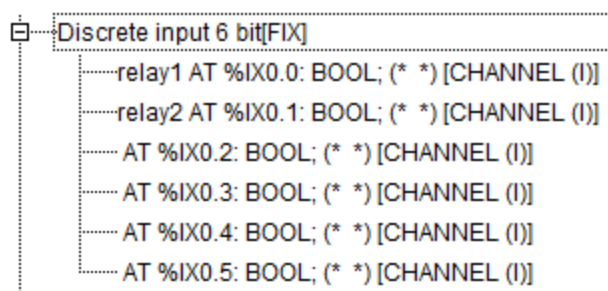 Discrete input 6 bit[FIX]
relay1 AT %IX0.0: BOOL; (* *) [CHANNEL (I)]
relay2 AT %IX0.1: BOOL; (* *) [CHANNEL (I)]
AT %IX0.2: BOOL; (* *) [CHANNEL (I)]
AT %IX0.3: BOOL; (* *) [CHANNEL (I)]
AT %IX0.4: BOOL; (* *) [CHANNEL (I)]
AT %IX0.5: BOOL; (* *) [CHANNEL (I)]